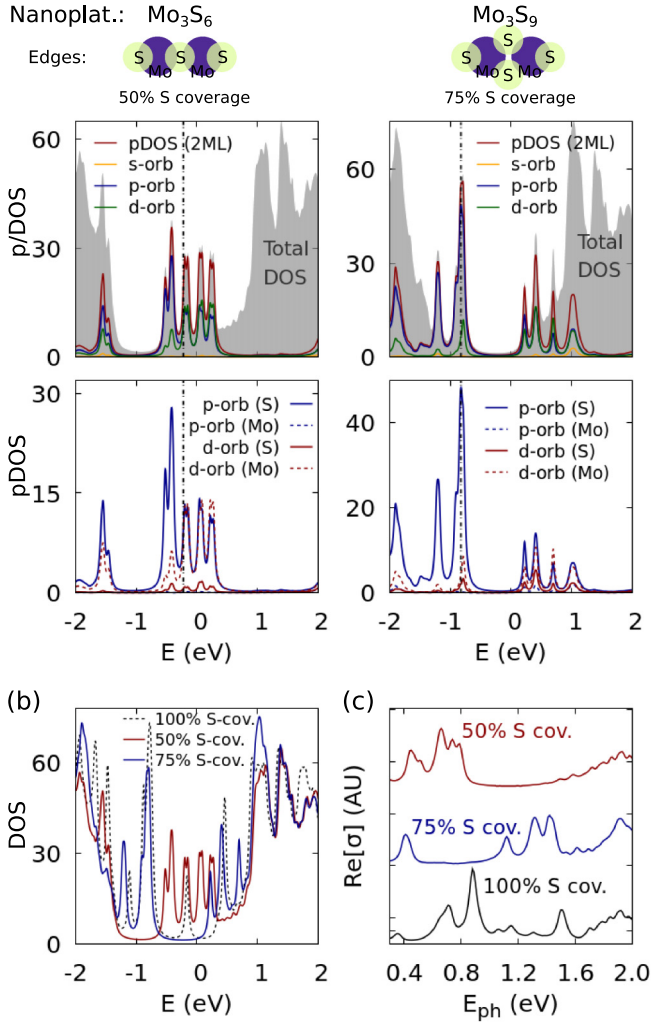 Nanoplat.: Mo3S6 Mo3S9
Edges: S S S S
Mo Mo Mo Mo
S
50% S coverage 75% S coverage
60
30
0
p/DOS
pDOS (2ML)
s-orb
p-orb
d-orb
Total
DOS
60
30
0
pDOS (2ML)
s-orb
p-orb
d-orb
Total
DOS
30
15
0
pDOS
p-orb (S)
p-orb (Mo)
d-orb (S)
d-orb (Mo)
-2 -1 0 1 2
E (eV)
40
20
0
p-orb (S)
p-orb (Mo)
d-orb (S)
d-orb (Mo)
-2 -1 0 1 2
E (eV)
(b)
60
30
0
DOS
100% S-cov.
50% S-cov.
75% S-cov.
-2 -1 0 1 2
E (eV)
(c)
Re[σ] (AU)
50% S cov.
75% S cov.
100% S cov.
0.4 0.8 1.2 1.6 2.0
Eph (eV)